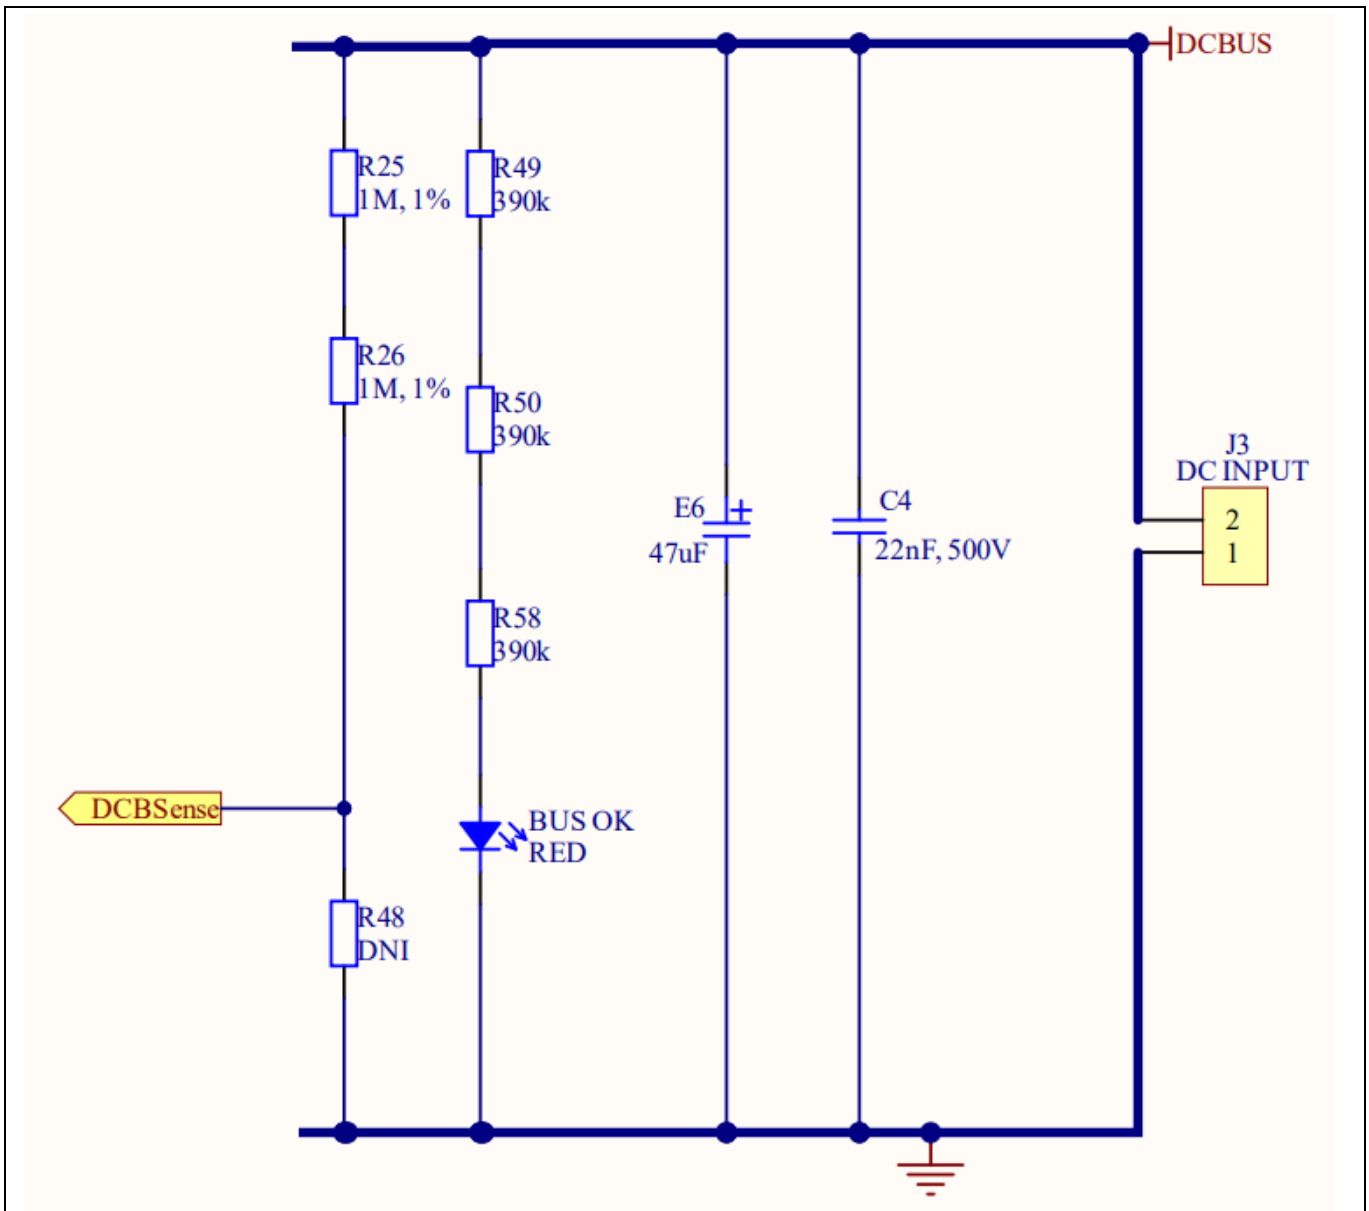 DCBUS
R25
1M, 1%
R49
390k
R26
1M, 1%
R50
390k
J3
DC INPUT
2
1
E6
+
47uF
C4
22nF, 500V
R58
390k
DCBSense
BUS OK
RED
R48
DNI